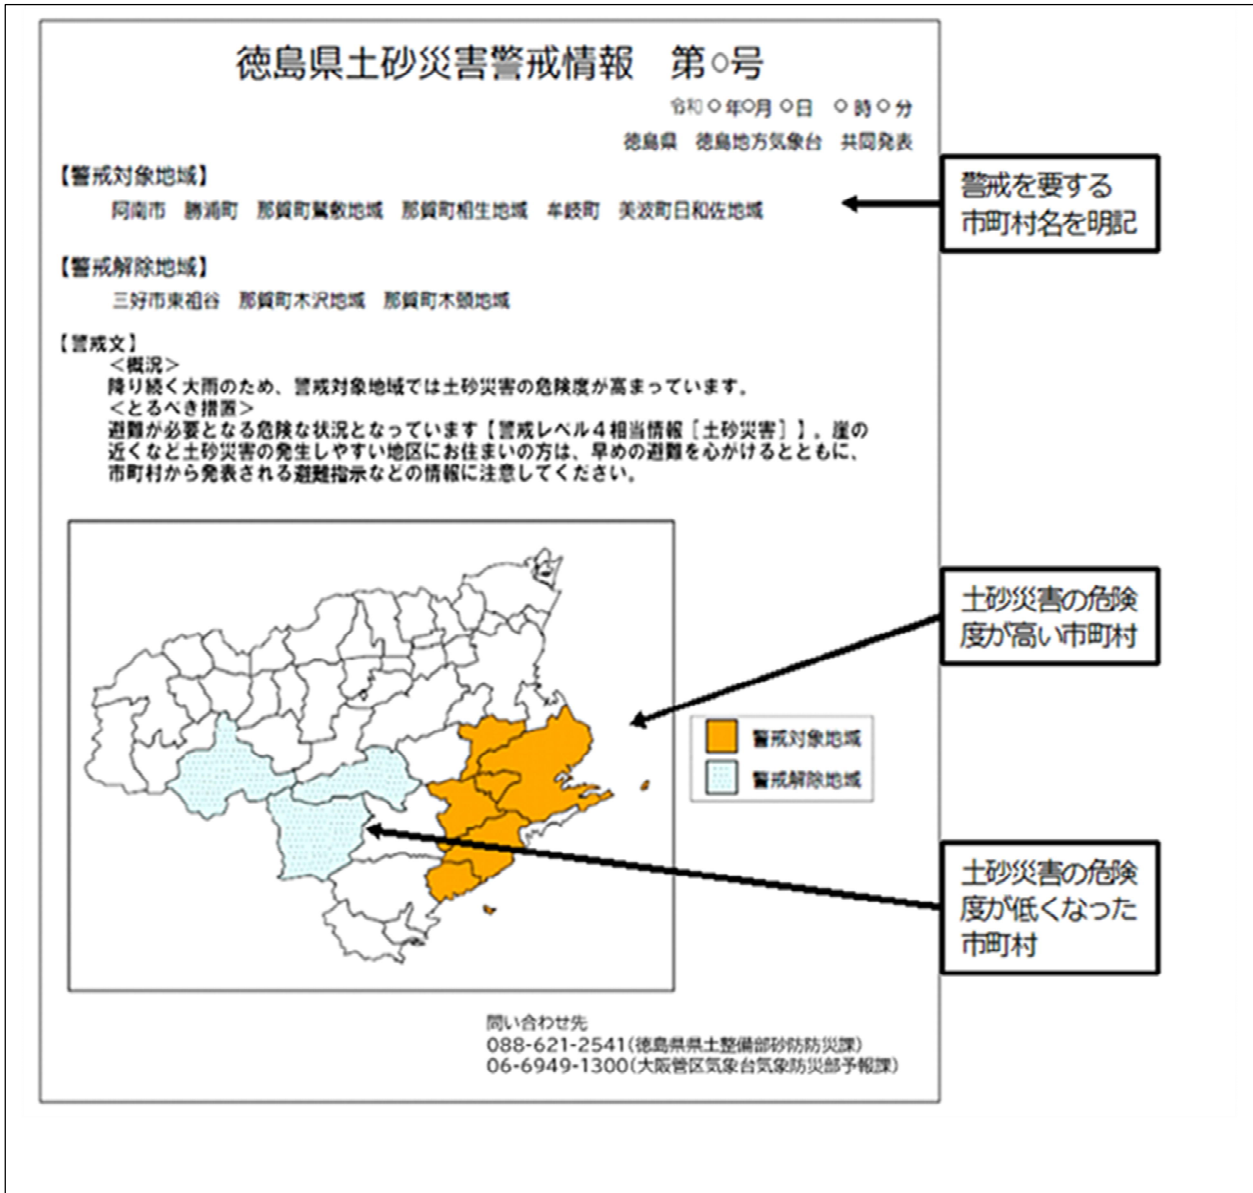 徳島県土砂災害警戒情報　第○号
令和○年○月○日　○時○分
徳島県　徳島地方気象台　共同発表
【警戒対象地域】
阿南市　勝浦町　那賀町鷲敷地域　那賀町相生地域　牟岐町　美波町日和佐地域
警戒を要する
市町村名を明記
【警戒解除地域】
三好市東祖谷　那賀町木沢地域　那賀町木頭地域
【警戒文】
＜概況＞
降り続く大雨のため、警戒対象地域では土砂災害の危険度が高まっています。
＜とるべき措置＞
避難が必要となる危険な状況となっています【警戒レベル４相当情報［土砂災害］】。崖の
近くなど土砂災害の発生しやすい地区にお住まいの方は、早めの避難を心がけるとともに、
市町村から発表される避難指示などの情報に注意してください。
土砂災害の危険
度が高い市町村
警戒対象地域
警戒解除地域
土砂災害の危険
度が低くなった
市町村
問い合わせ先
088-621-2541(徳島県県土整備部砂防防災課)
06-6949-1300(大阪管区気象台気象防災部予報課)